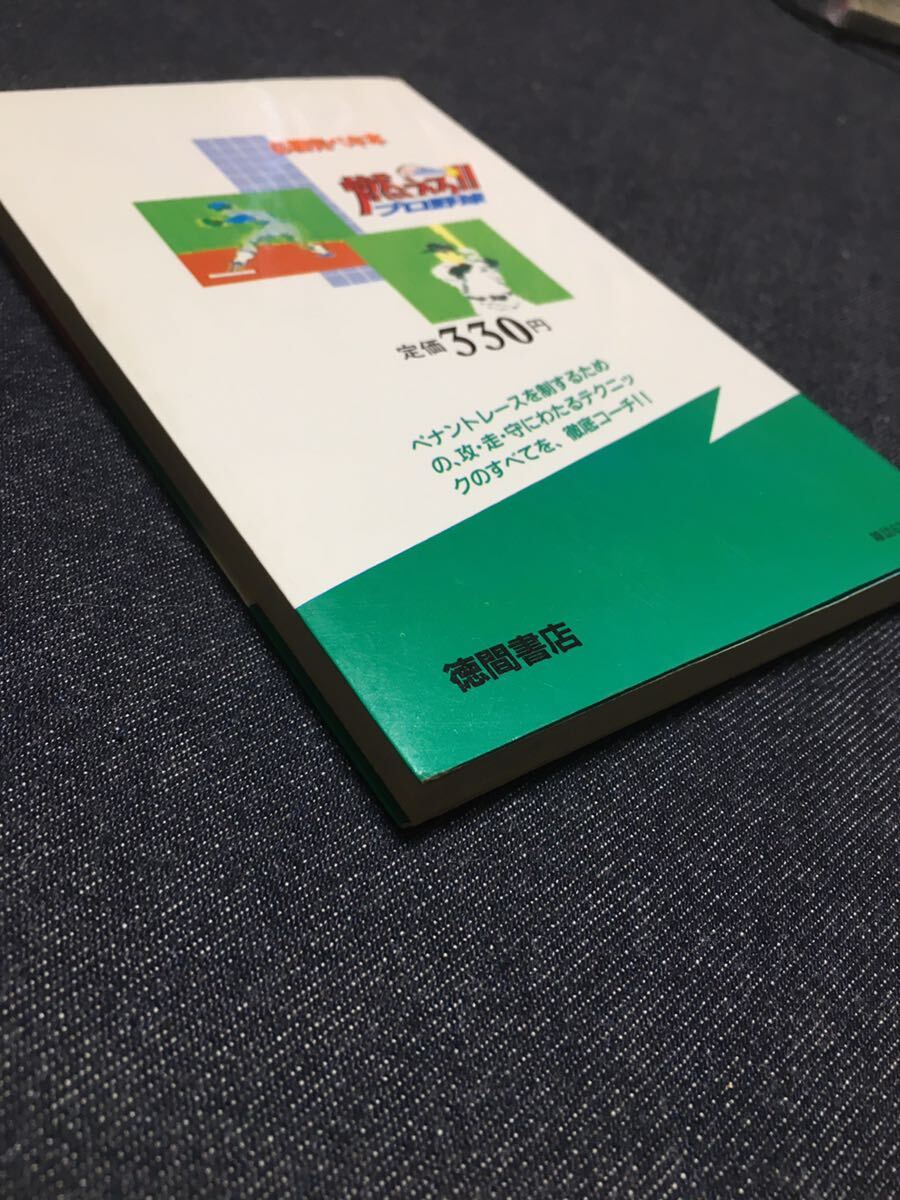 燃えろ!!
プロ野球
定価330円
ペナントレースを制するため
の、攻・走・守にわたるテクニッ
クのすべてを、徹底コーチ!!
徳間書店
雑誌